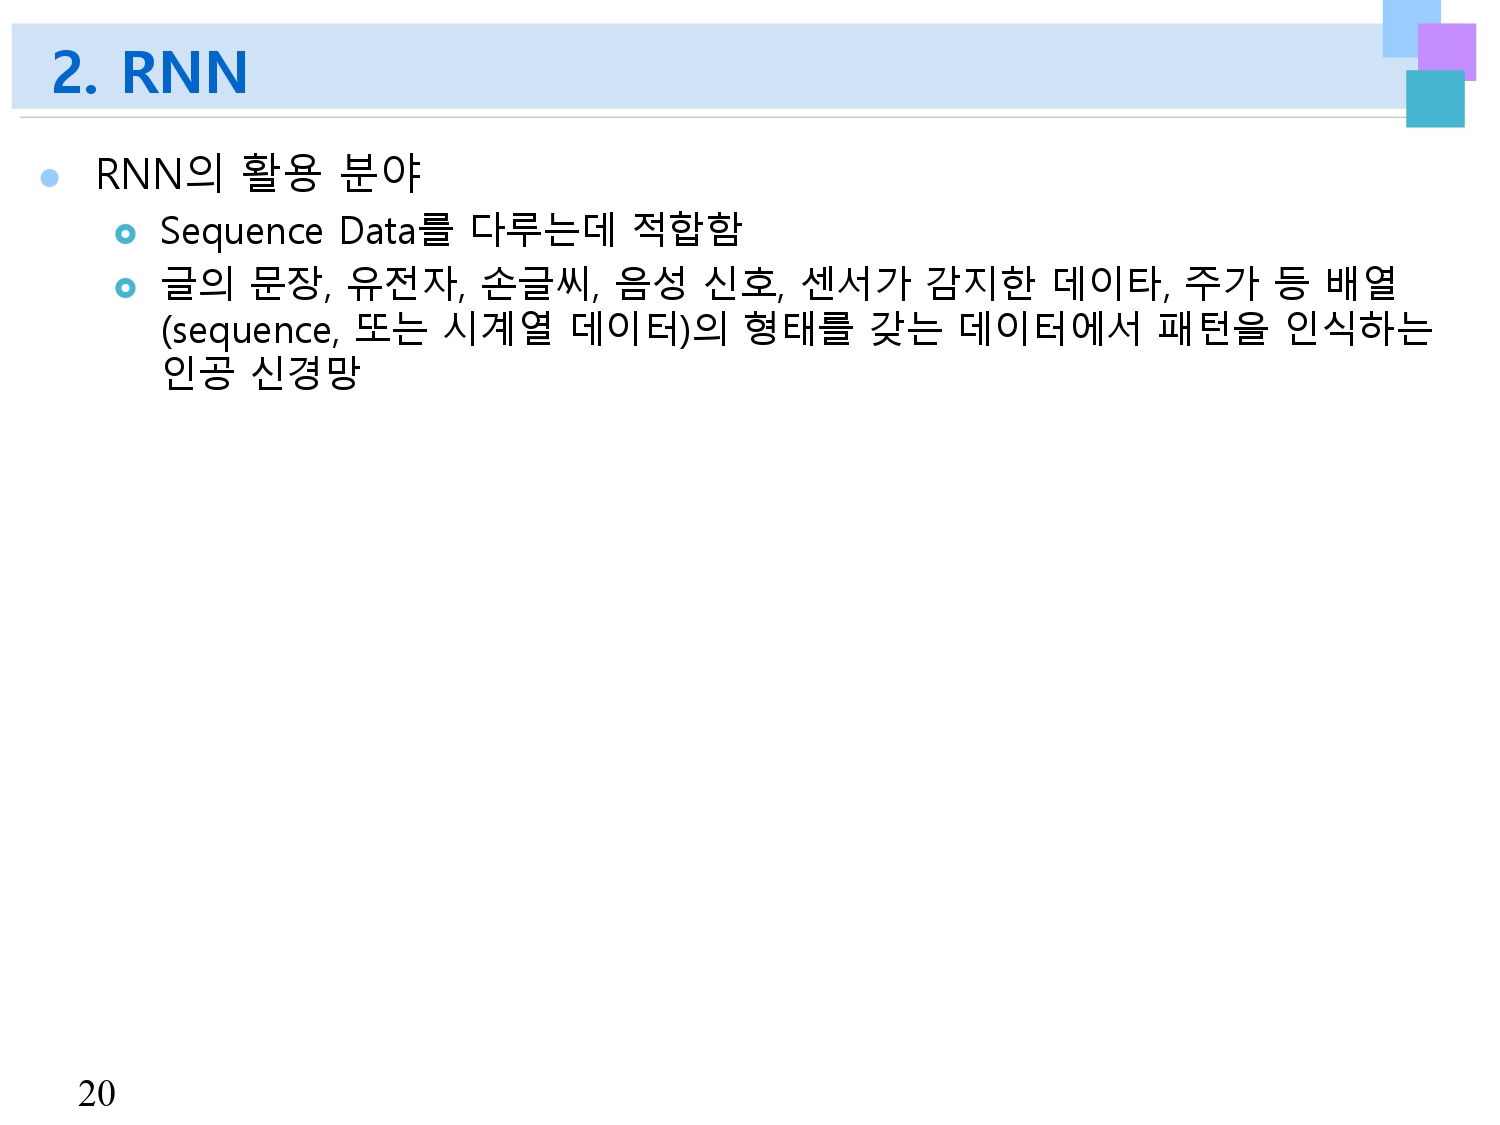 2. RNN
RNN의 활용 분야
Sequence Data를 다루는데 적합함
글의 문장, 유전자, 손글씨, 음성 신호, 센서가 감지한 데이타, 주가 등 배열
(sequence, 또는 시계열 데이터)의 형태를 갖는 데이터에서 패턴을 인식하는
인공 신경망
20